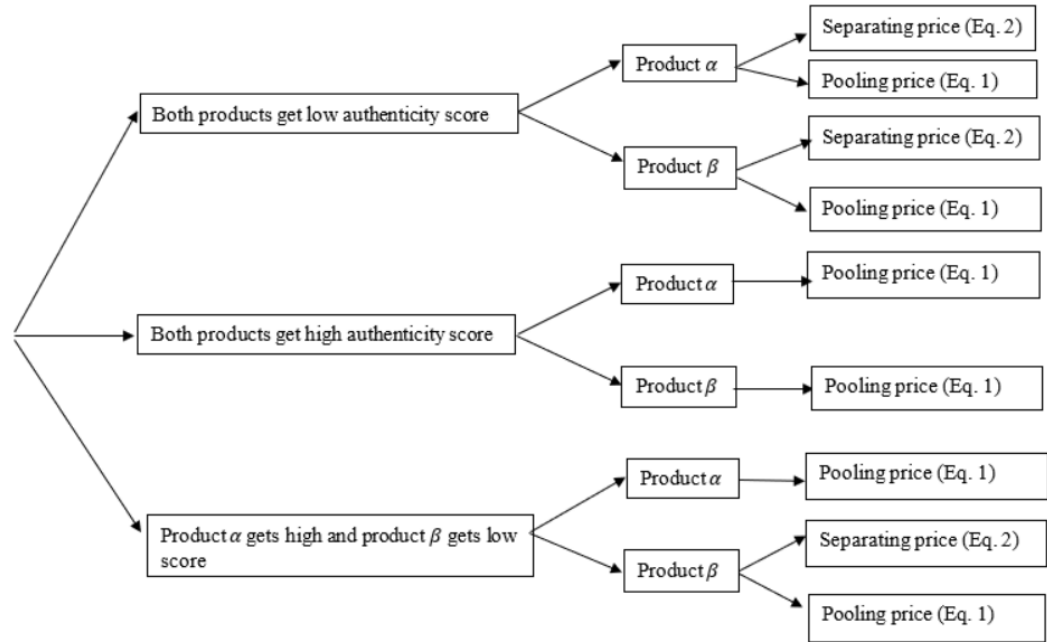 Separating price (Eq. 2)
Product α
Pooling price (Eq. 1)
Both products get low authenticity score
Separating price (Eq. 2)
Product β
Pooling price (Eq. 1)
Pooling price (Eq. 1)
Product α
Both products get high authenticity score
Product β
Pooling price (Eq. 1)
Product α
Pooling price (Eq. 1)
Product α gets high and product β gets low
score
Separating price (Eq. 2)
Product β
Pooling price (Eq. 1)